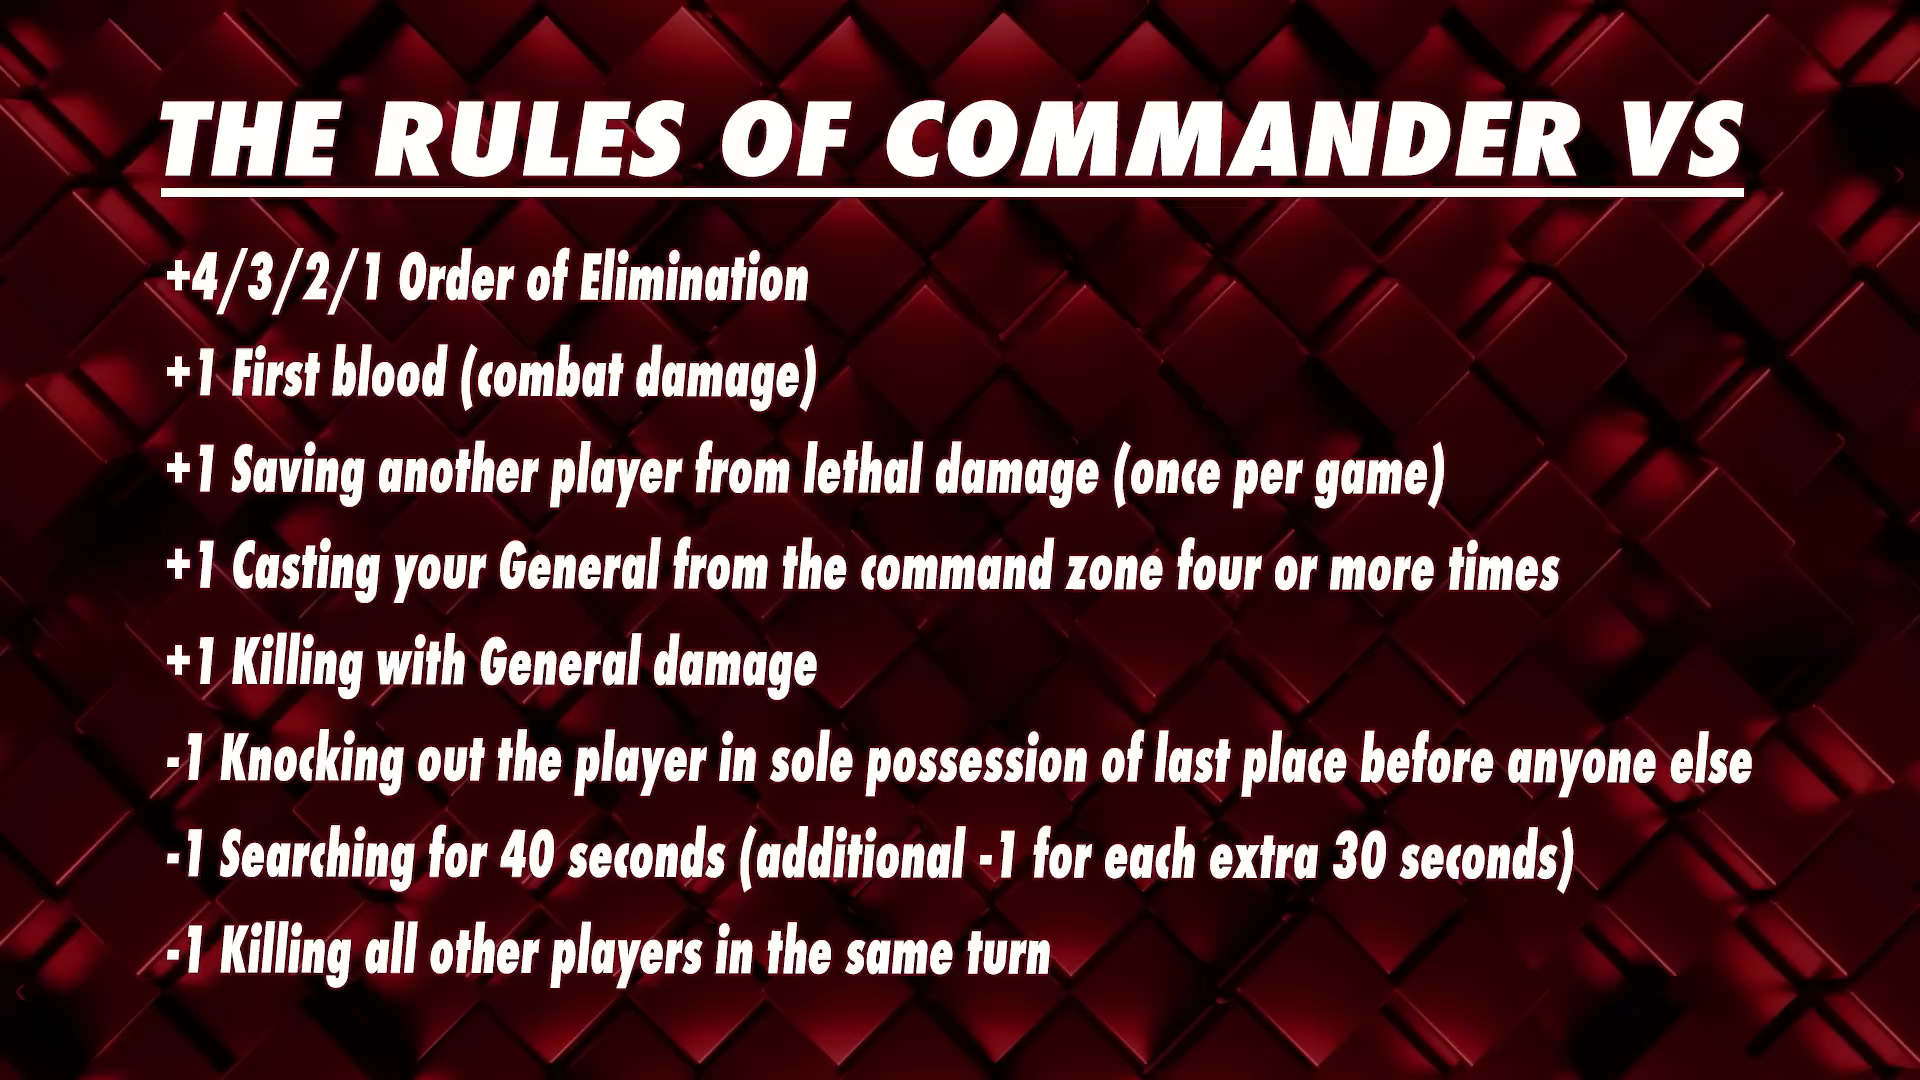 THE RULES OF COMMANDER VS
+4/3/2/1 Order of Elimination
+1 First blood (combat damage)
+1 Saving another player from lethal damage (once per game)
+1 Casting your General from the command zone four or more times
+1 Killing with General damage
-1 Knocking out the player in sole possession of last place before anyone else
-1 Searching for 40 seconds (additional -1 for each extra 30 seconds)
-1 Killing all other players in the same turn